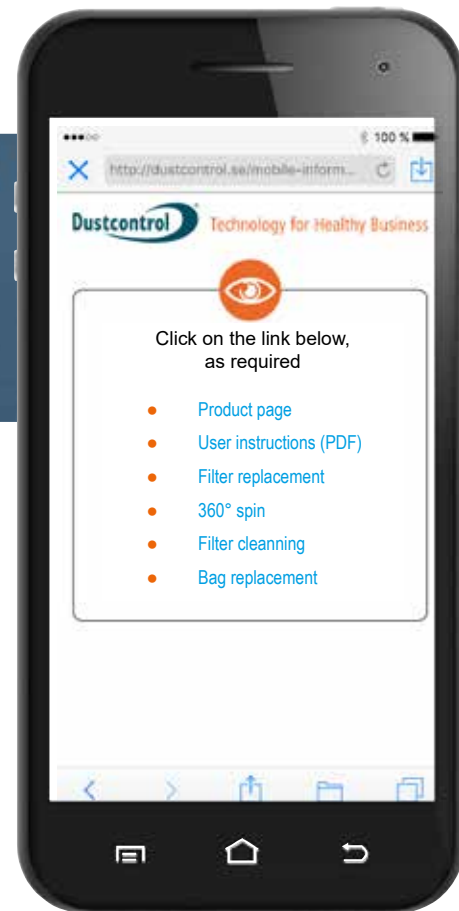 100 %
http://dustcontrol.se/mobile-inform...
Dustcontrol Technology for Healthy Business
Click on the link below,
as required
● Product page
● User instructions (PDF)
● Filter replacement
● 360° spin
● Filter cleanning
● Bag replacement